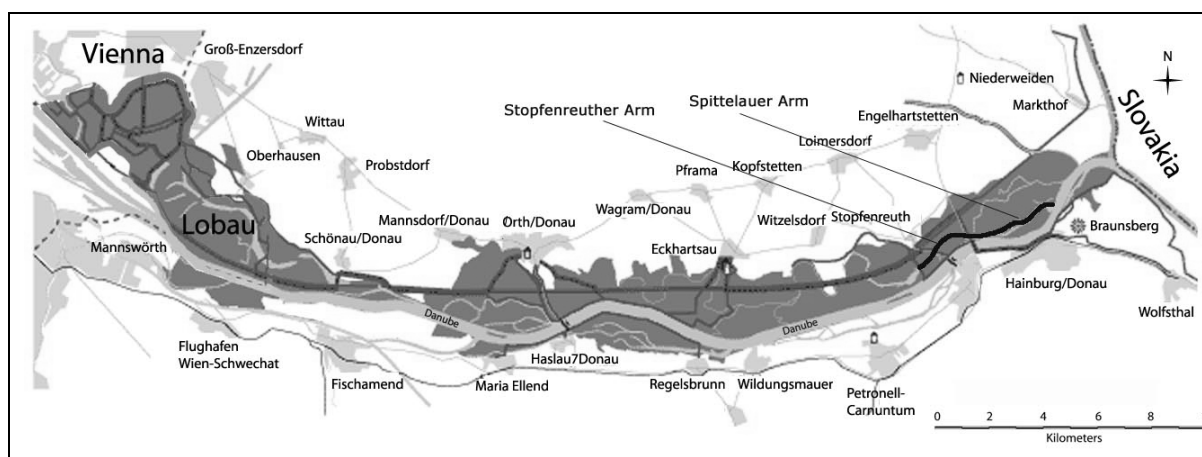 Vienna
Groß-Enzersdorf
N
Niederweiden
Markthof
Slovakia
Spittelauer Arm
Stopfenreuther Arm
Engelhartstetten
Wittau
Loimersdorf
Oberhausen
Probstdorf
Kopfstetten
Pframa
Lobau
Mannsdorf/Donau
Orth/Donau
Wagram/Donau
Witzelsdorf
Stopfenreuth
Mannswörth
Schönau/Donau
Eckhartsau
Braunsberg
Hainburg/Donau
Wolfsthal
Danube
Danube
Flughafen
Wien-Schwechat
Fischamend
Maria Ellend
Haslau7Donau
Regelsbrunn
Wildungsmauer
Petronell-
Carnuntum
0 2 4 6 8
Kilometers